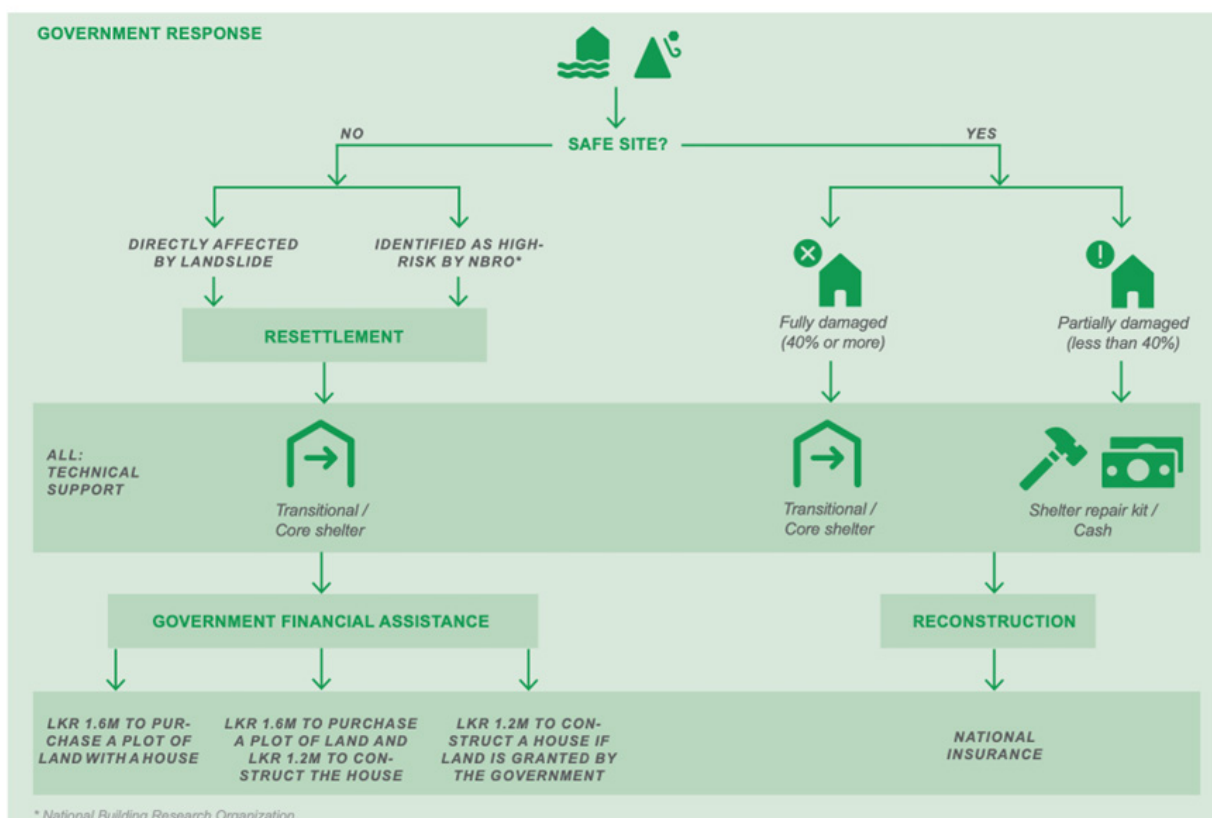 GOVERNMENT RESPONSE
NO
YES
SAFE SITE?
DIRECTLY AFFECTED
BY LANDSLIDE
IDENTIFIED AS HIGH-
RISK BY NBRO*
RESETTLEMENT
Fully damaged
(40% or more)
Partially damaged
(less than 40%)
ALL:
TECHNICAL
SUPPORT
Transitional /
Core shelter
Transitional /
Core shelter
Shelter repair kit /
Cash
GOVERNMENT FINANCIAL ASSISTANCE
RECONSTRUCTION
LKR 1.6M TO PUR-
CHASE A PLOT OF
LAND WITH A HOUSE
LKR 1.6M TO PURCHASE
A PLOT OF LAND AND
LKR 1.2M TO CON-
STRUCT THE HOUSE
LKR 1.2M TO CON-
STRUCT A HOUSE IF
LAND IS GRANTED BY
THE GOVERNMENT
NATIONAL
INSURANCE
* National Building Research Organization